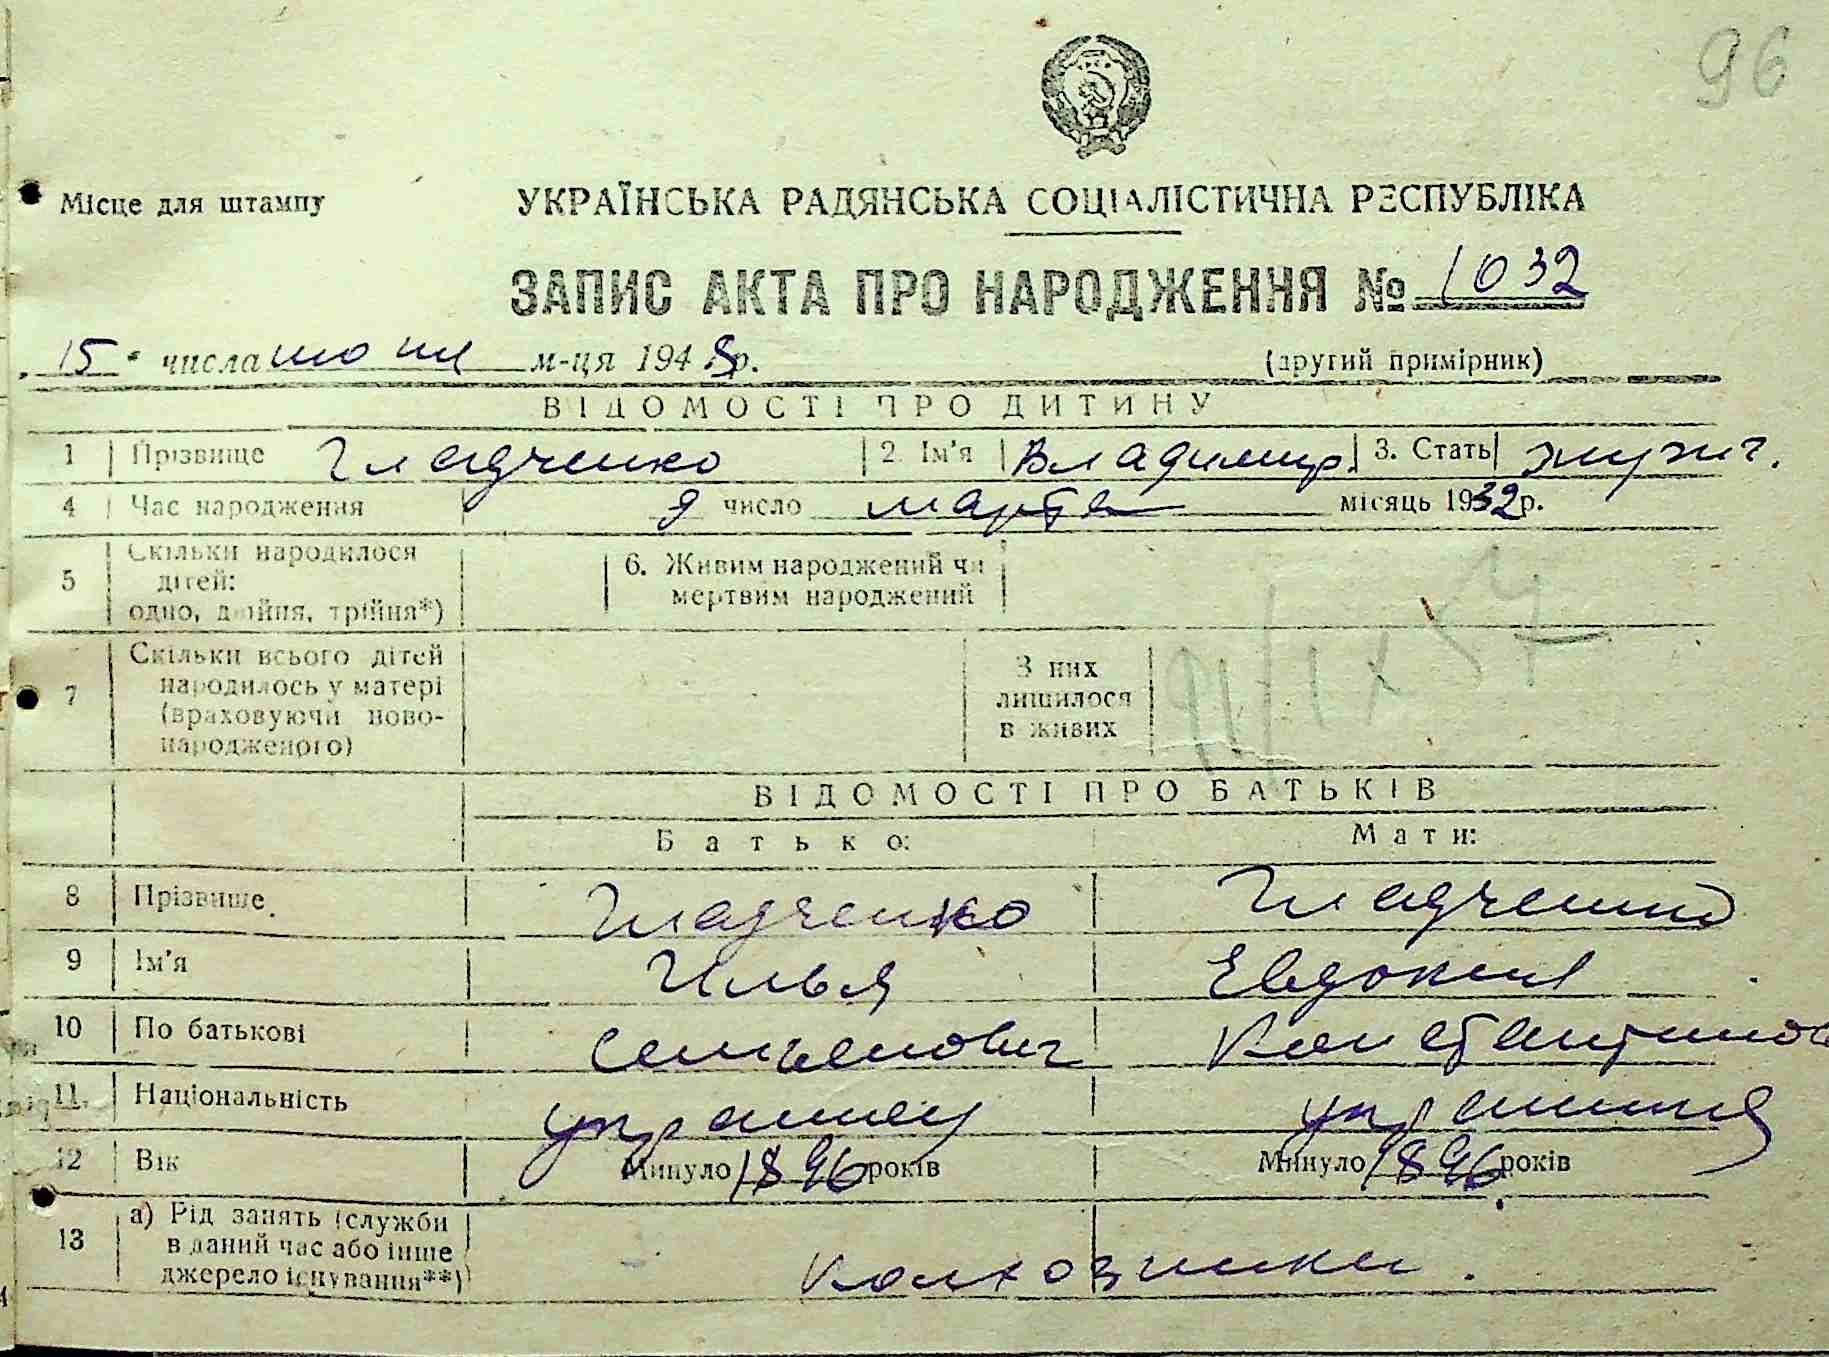 96
Місце для штампу
УКРАЇНСЬКА РАДЯНСЬКА СОЦІАЛІСТИЧНА РЕСПУБЛІКА
ЗАПИС АКТА ПРО НАРОДЖЕННЯ № 1032
„15“ числа июня м-ця 1948р.
(другий примірник)
ВІДОМОСТІ ПРО ДИТИНУ
1 Прізвище Гладченко 2. Ім'я Владимир 3. Стать мужч.
4 Час народження 9 число марта місяць 1932р.
5 Скільки народилося дітей: одно, двійня, трійня*) 6. Живим народжений чи мертвим народжений
7 Скільки всього дітей народилось у матері (враховуючи новонародженого) З них лишилося в живих
ВІДОМОСТІ ПРО БАТЬКІВ
Батько: Мати:
8 Прізвище Гладченко Гладченко
9 Ім'я Илья Евдокия
10 По батькові Семенович Константинов
11. Національність украинец украинка
12 Вік Минуло 1896 років Минуло 1896 років
13 а) Рід занять (служби в даний час або інше джерело існування**)
колхозники.